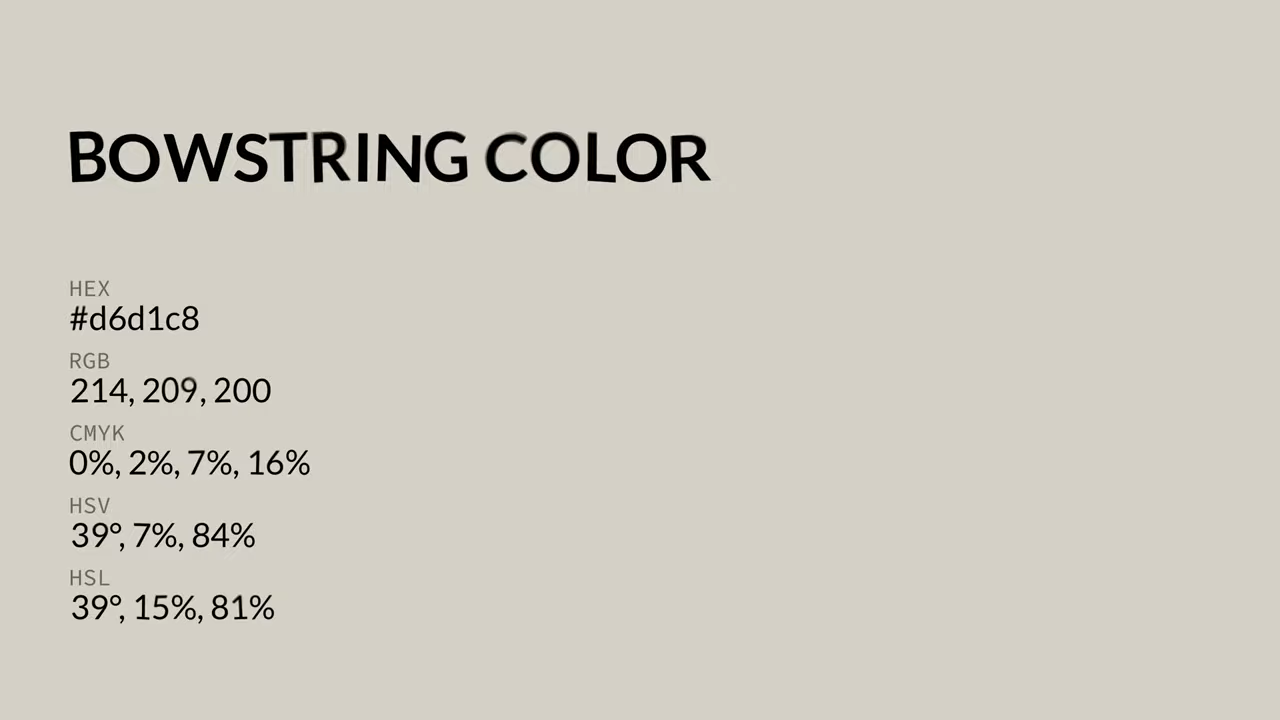 BOWSTRING COLOR
HEX
#d6d1c8
RGB
214, 209, 200
CMYK
0%, 2%, 7%, 16%
HSV
39°, 7%, 84%
HSL
39°, 15%, 81%